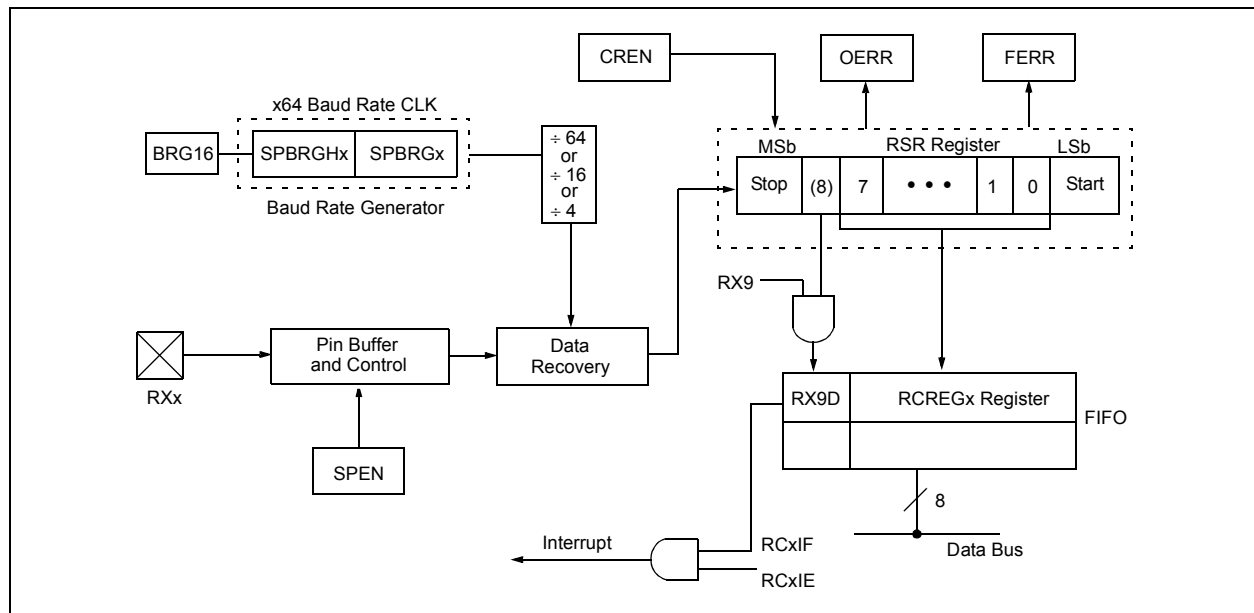 CREN
OERR
FERR
x64 Baud Rate CLK
BRG16
SPBRGHx
SPBRGx
Baud Rate Generator
÷ 64
or
÷ 16
or
÷ 4
MSb
RSR Register
LSb
Stop
(8)
7
• • •
1
0
Start
RX9
RXx
Pin Buffer
and Control
Data
Recovery
SPEN
RX9D
RCREGx Register
FIFO
8
Data Bus
Interrupt
RCxIF
RCxIE